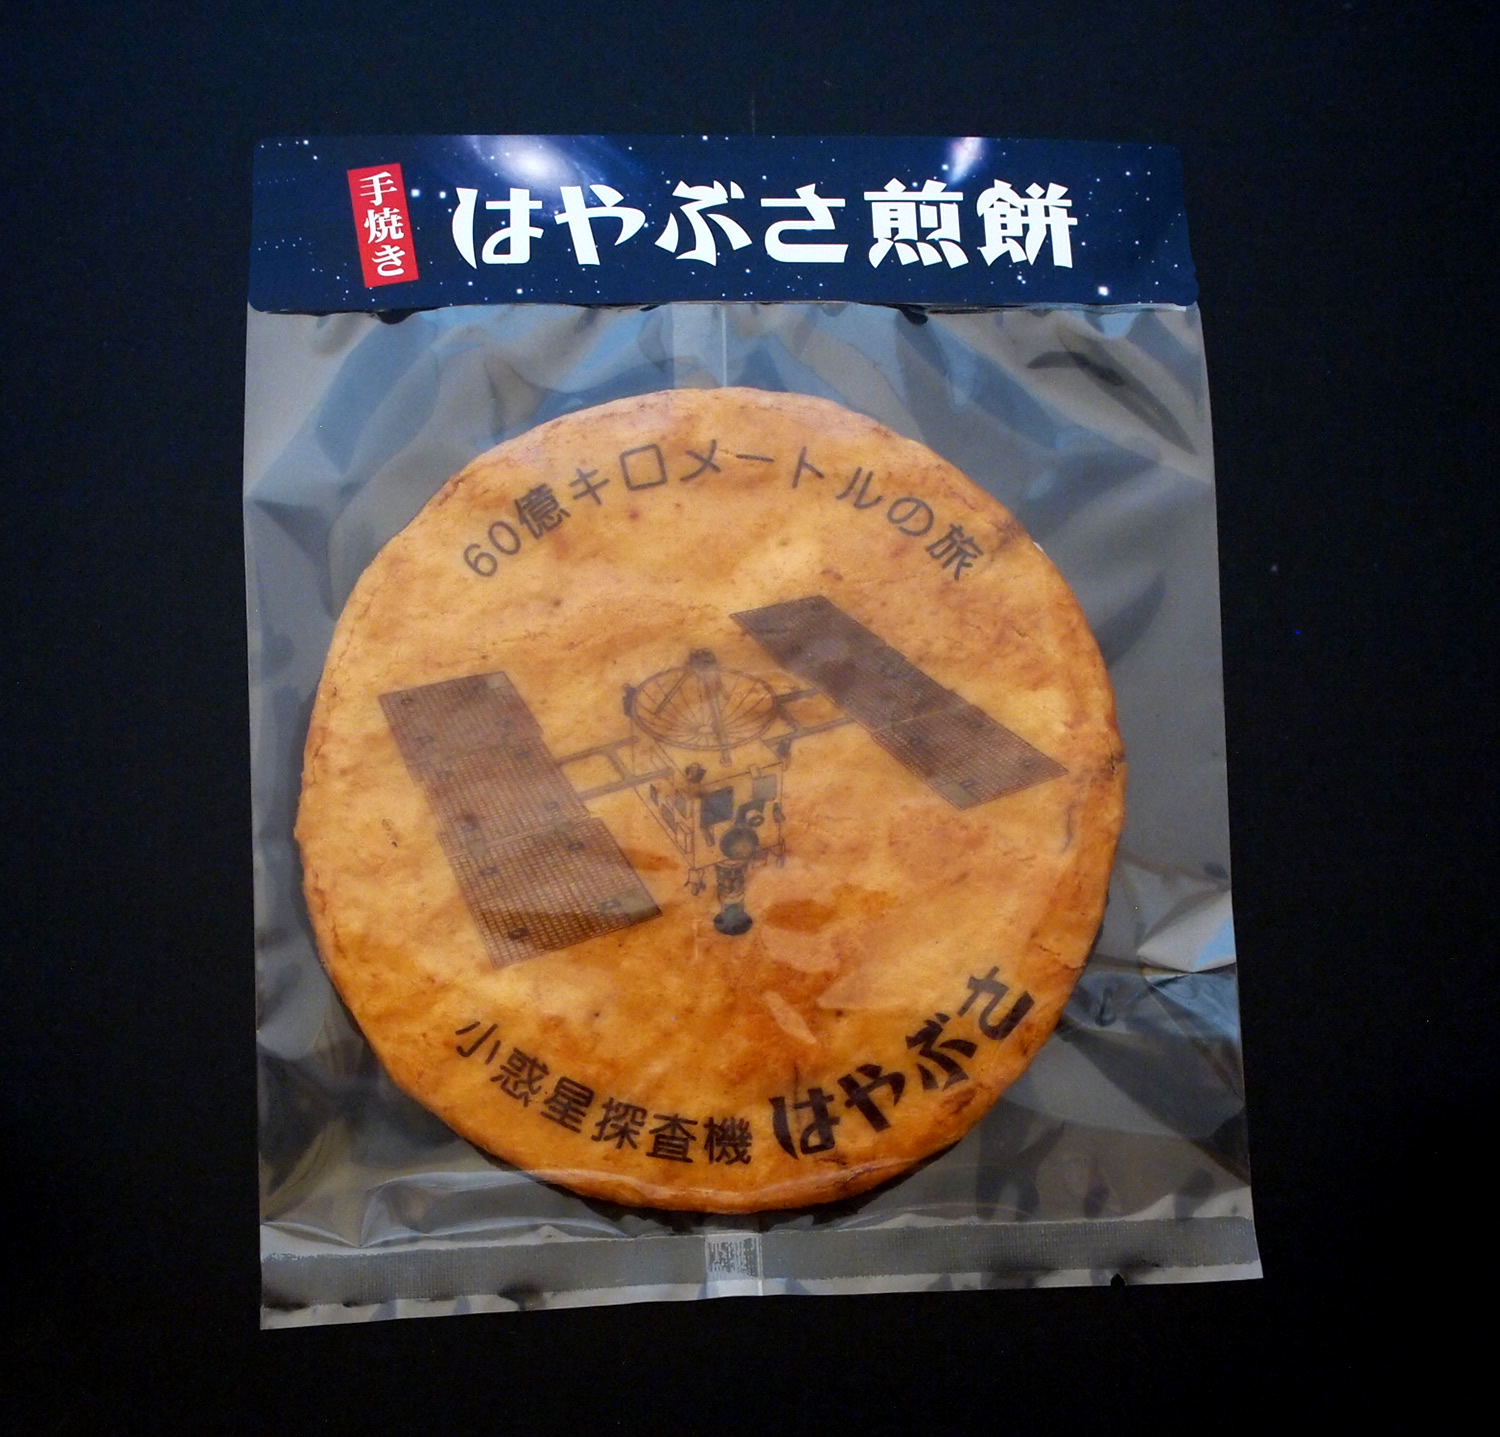 手焼き
はやぶさ煎餅
60億キロメートルの旅
小惑星探査機 はやぶさ